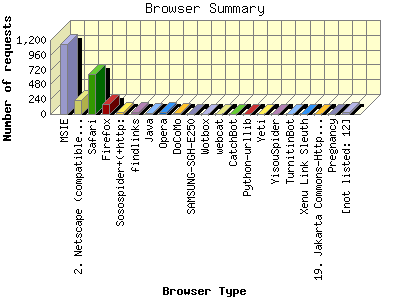 Browser Summary
Number of requests
1,200
960
720
480
240
0
MSIE
2. Netscape (compatible...
Safari
Firefox
Sosospider+(+http:
findlinks
Java
Opera
DoCoMo
SAMSUNG-SGH-E250
Wotbox
webcat
CatchBot
Python-urllib
Yeti
YisouSpider
TurnitinBot
Xenu Link Sleuth
19. Jakarta Commons-Http...
Pregnancy
[not listed: 12]
Browser Type